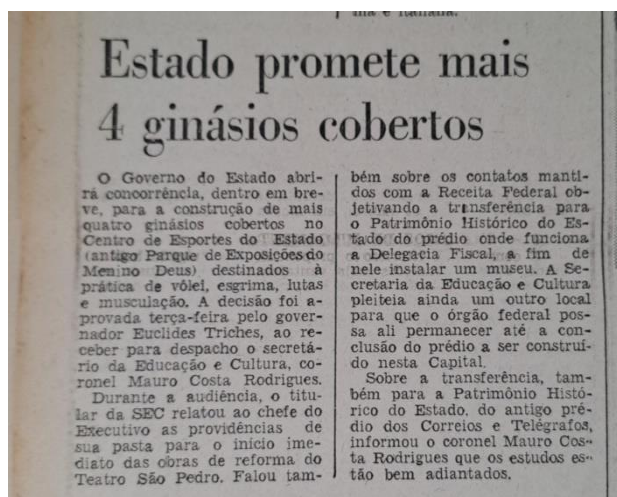 Estado promete mais
4 ginásios cobertos
O Governo do Estado abri-
rá concorrência, dentro em bre-
ve, para a construção de mais
quatro ginásios cobertos no
Centro de Esportes do Estado
(antigo Parque de Exposições do
Menino Deus) destinados à
prática de vôlei, esgrima, lutas
e musculação. A decisão foi a-
provada terça-feira pelo gover-
nador Euclides Triches, ao re-
ceber para despacho o secretá-
rio da Educação e Cultura, co-
ronel Mauro Costa Rodrigues.
Durante a audiência, o titu-
lar da SEC relatou ao chefe do
Executivo as providências de
sua pasta para o início ime-
diato das obras de reforma do
Teatro São Pedro. Falou tam-
bém sobre os contatos manti-
dos com a Receita Federal ob-
jetivando a transferência para
o Patrimônio Histórico do Es-
tado do prédio onde funciona
a Delegacia Fiscal, a fim de
nele instalar um museu. A Se-
cretaria da Educação e Cultura
pleiteia ainda um outro local
para que o órgão federal pos-
sa ali permanecer até a con-
clusão do prédio a ser construí-
do nesta Capital.
Sobre a transferência, tam-
bém para a Patrimônio Histó-
rico do Estado, do antigo pré-
dio dos Correios e Telégrafos,
informou o coronel Mauro Cos-
ta Rodrigues que os estudos es-
tão bem adiantados.